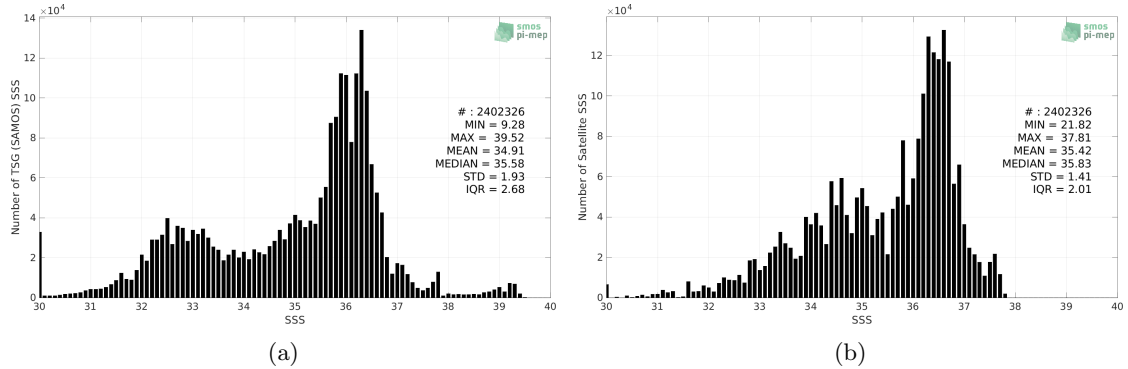 ×10⁴
14
12
10
8
6
4
2
0
Number of TSG (SAMOS) SSS
smos
pi-mep
# : 2402326
MIN = 9.28
MAX = 39.52
MEAN = 34.91
MEDIAN = 35.58
STD = 1.93
IQR = 2.68
30 31 32 33 34 35 36 37 38 39 40
SSS
(a)
×10⁴
12
10
8
6
4
2
0
Number of Satellite SSS
smos
pi-mep
# : 2402326
MIN = 21.82
MAX = 37.81
MEAN = 35.42
MEDIAN = 35.83
STD = 1.41
IQR = 2.01
30 31 32 33 34 35 36 37 38 39 40
SSS
(b)